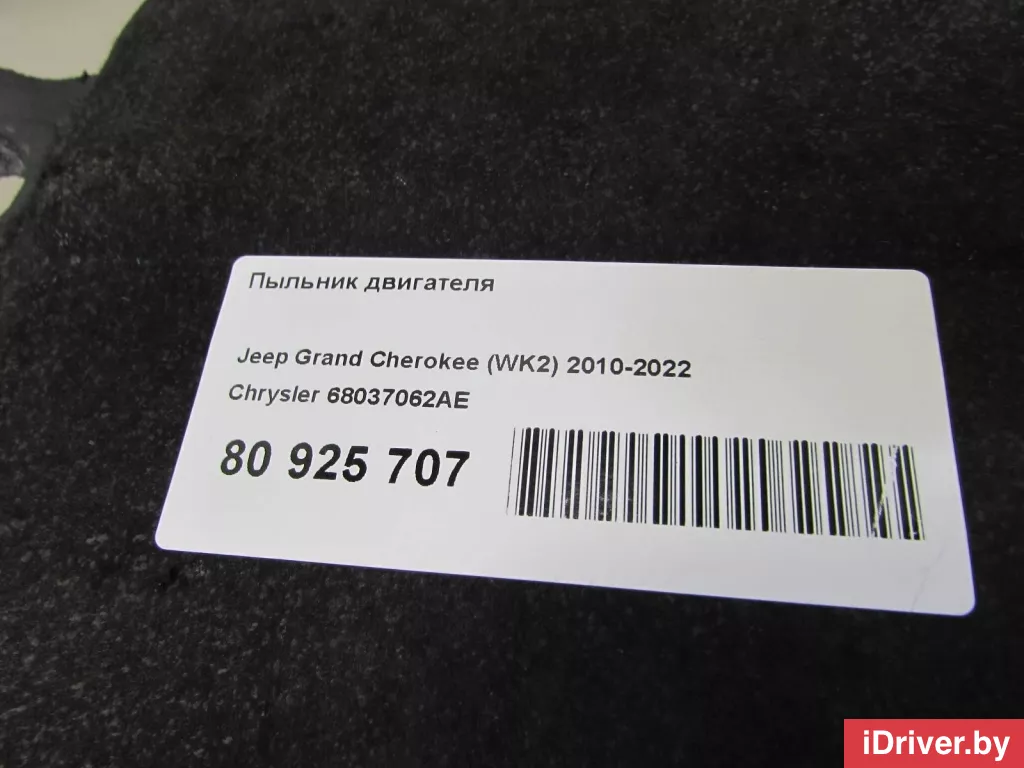 Пыльник двигателя
Jeep Grand Cherokee (WK2) 2010-2022
Chrysler 68037062AE
80 925 707
iDriver.by